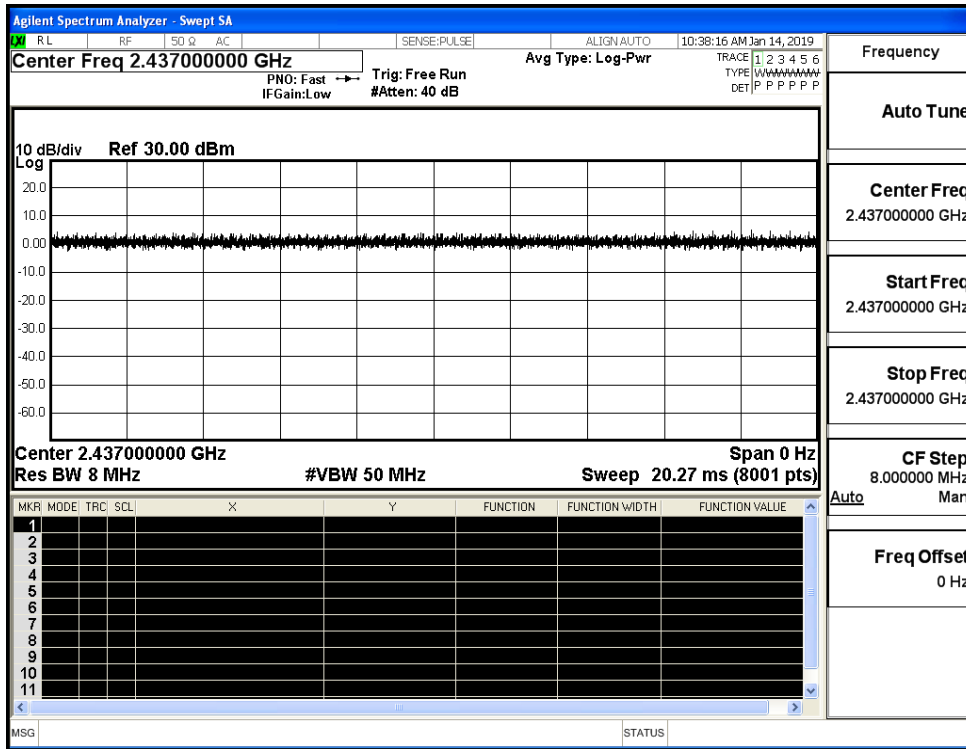 Agilent Spectrum Analyzer - Swept SA
LXI RL RF 50 Ω AC SENSE:PULSE ALIGN AUTO 10:38:16 AM Jan 14, 2019
Center Freq 2.437000000 GHz
Avg Type: Log-Pwr
TRACE 1 2 3 4 5 6
TYPE WWWWWW
DET P P P P P P
PNO: Fast
IFGain:Low
Trig: Free Run
#Atten: 40 dB
10 dB/div Ref 30.00 dBm
Log
20.0
10.0
0.00
-10.0
-20.0
-30.0
-40.0
-50.0
-60.0
Center 2.437000000 GHz Span 0 Hz
Res BW 8 MHz #VBW 50 MHz Sweep 20.27 ms (8001 pts)
MKR MODE TRC SCL X Y FUNCTION FUNCTION WIDTH FUNCTION VALUE
1
2
3
4
5
6
7
8
9
10
11
MSG STATUS
Frequency
Auto Tune
Center Freq
2.437000000 GHz
Start Freq
2.437000000 GHz
Stop Freq
2.437000000 GHz
CF Step
8.000000 MHz
Auto Man
Freq Offset
0 Hz